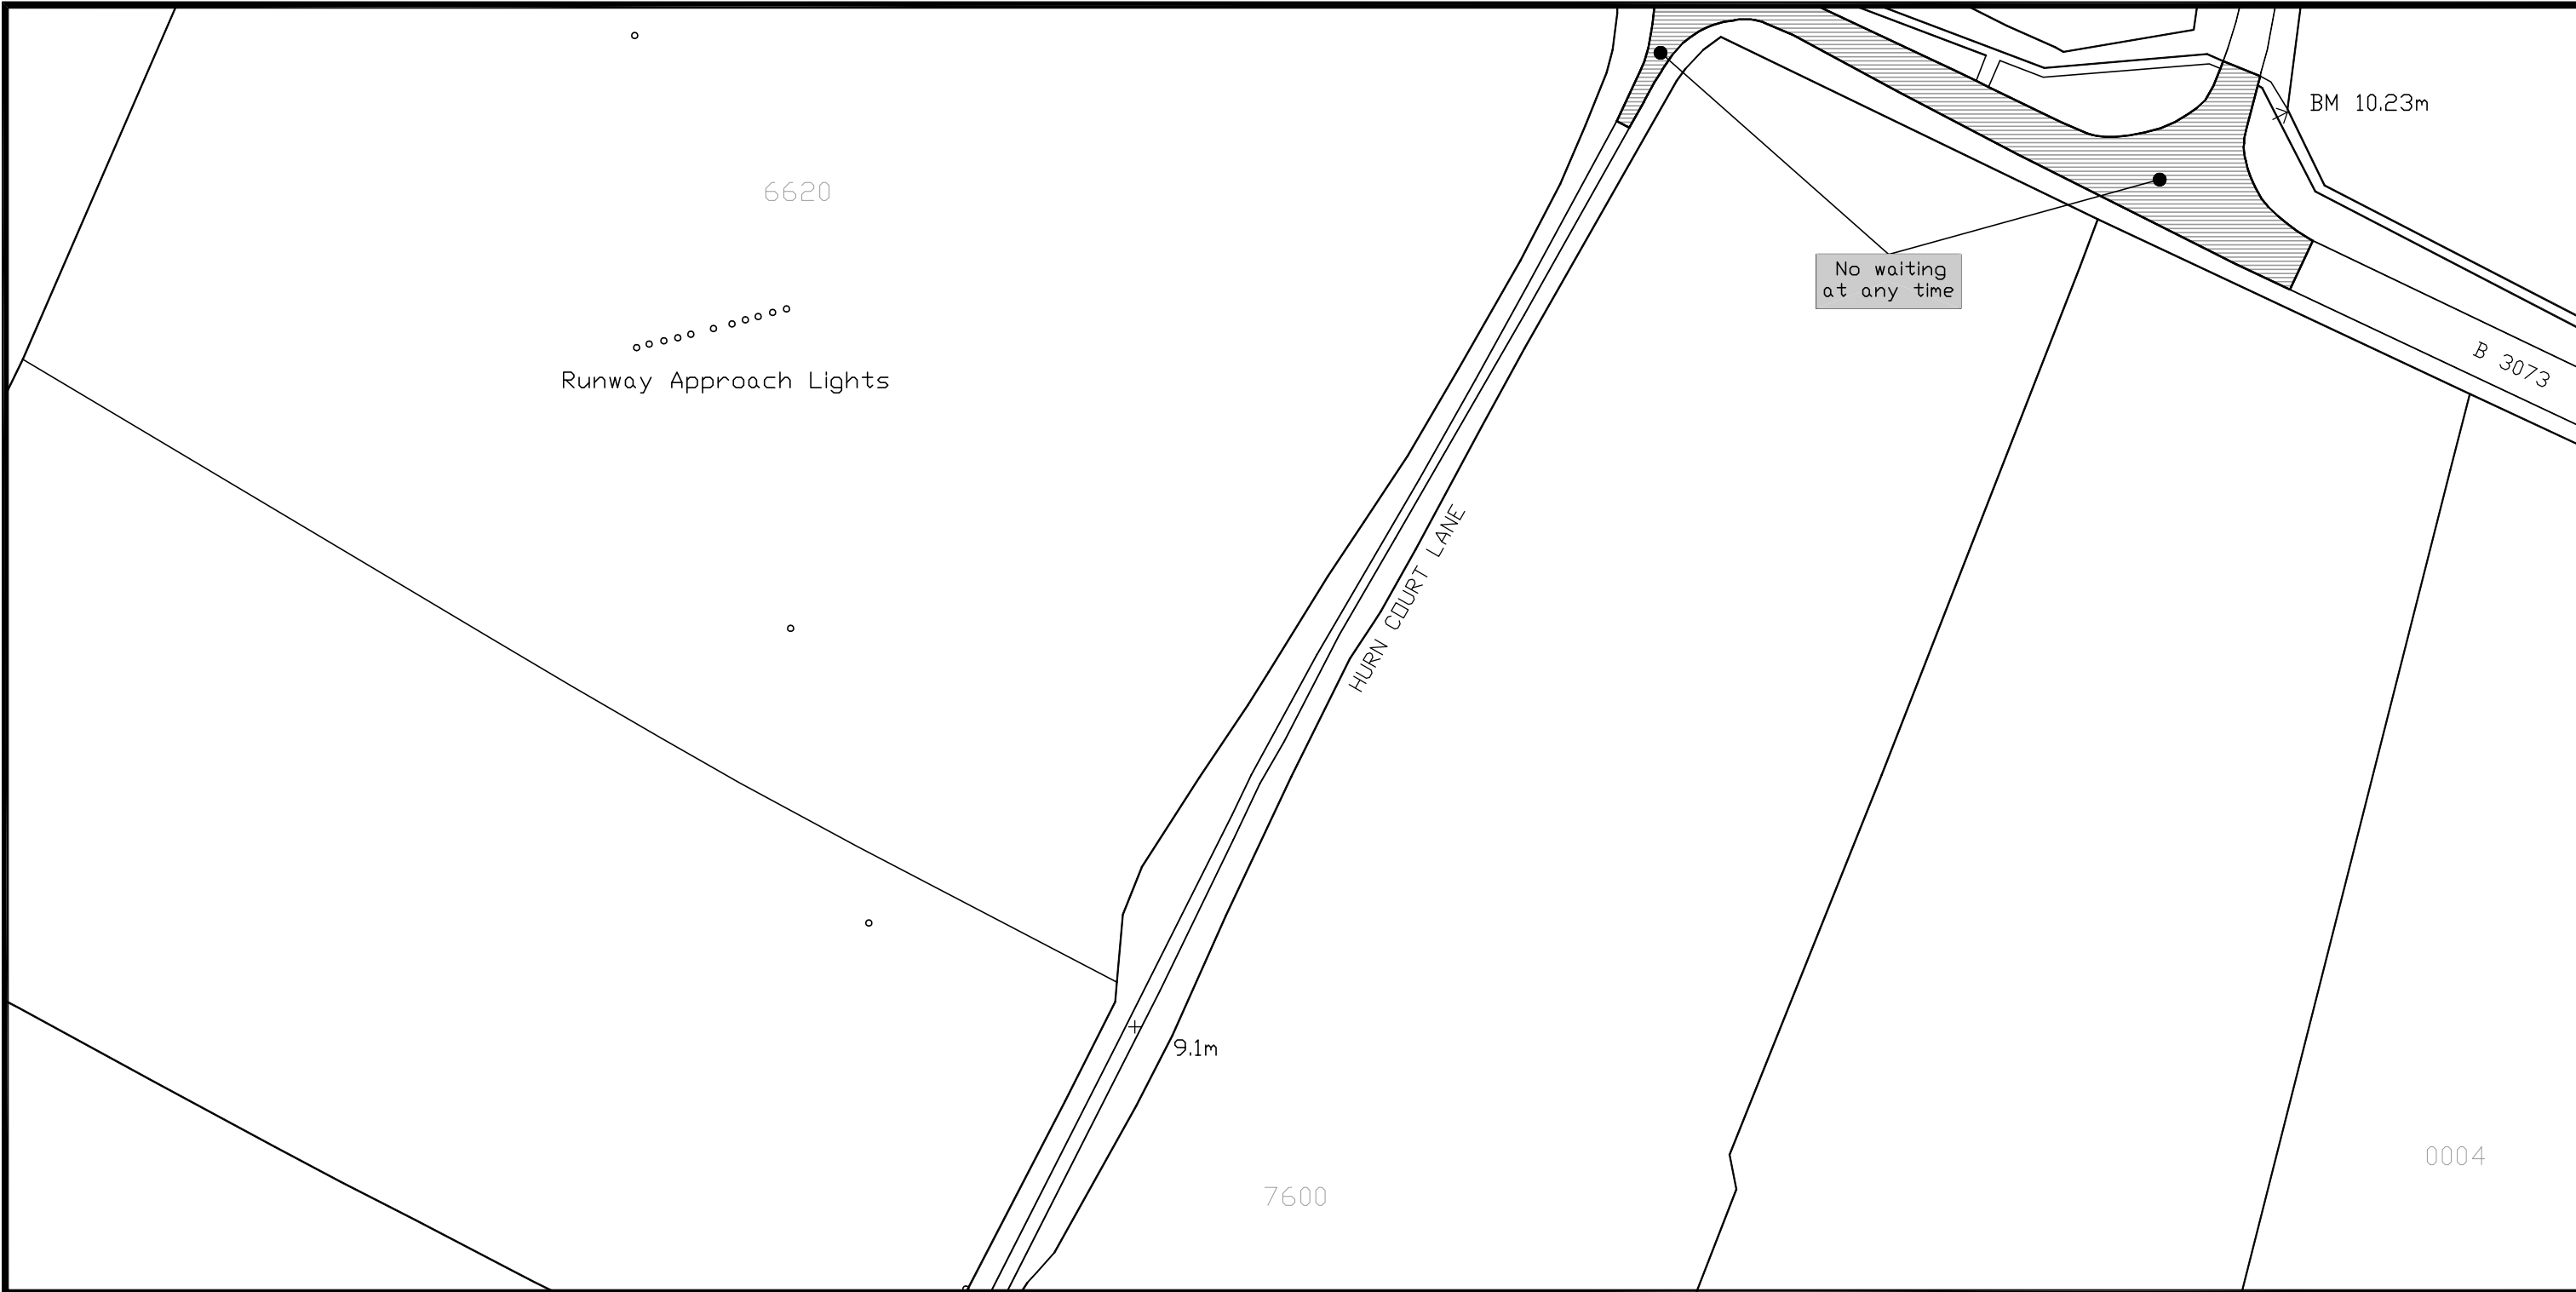 BM 10.23m
6620
No waiting
at any time
B 3073
Runway Approach Lights
HURN COURT LANE
9.1m
0004
7600